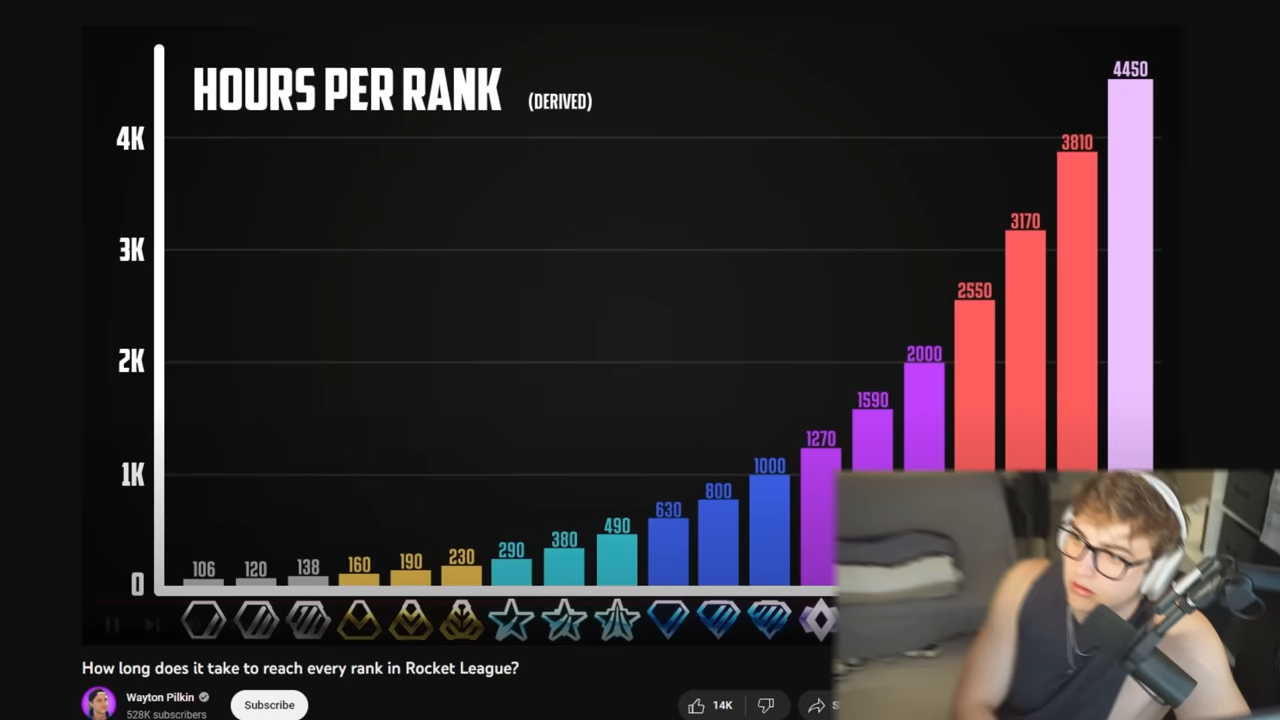 HOURS PER RANK (DERIVED)
4K
3K
2K
1K
0
106 120 138 160 190 230 290 380 490 630 800 1000 1270 1590 2000 2550 3170 3810 4450
How long does it take to reach every rank in Rocket League?
Wayton Pilkin
528K subscribers
Subscribe
14K
S